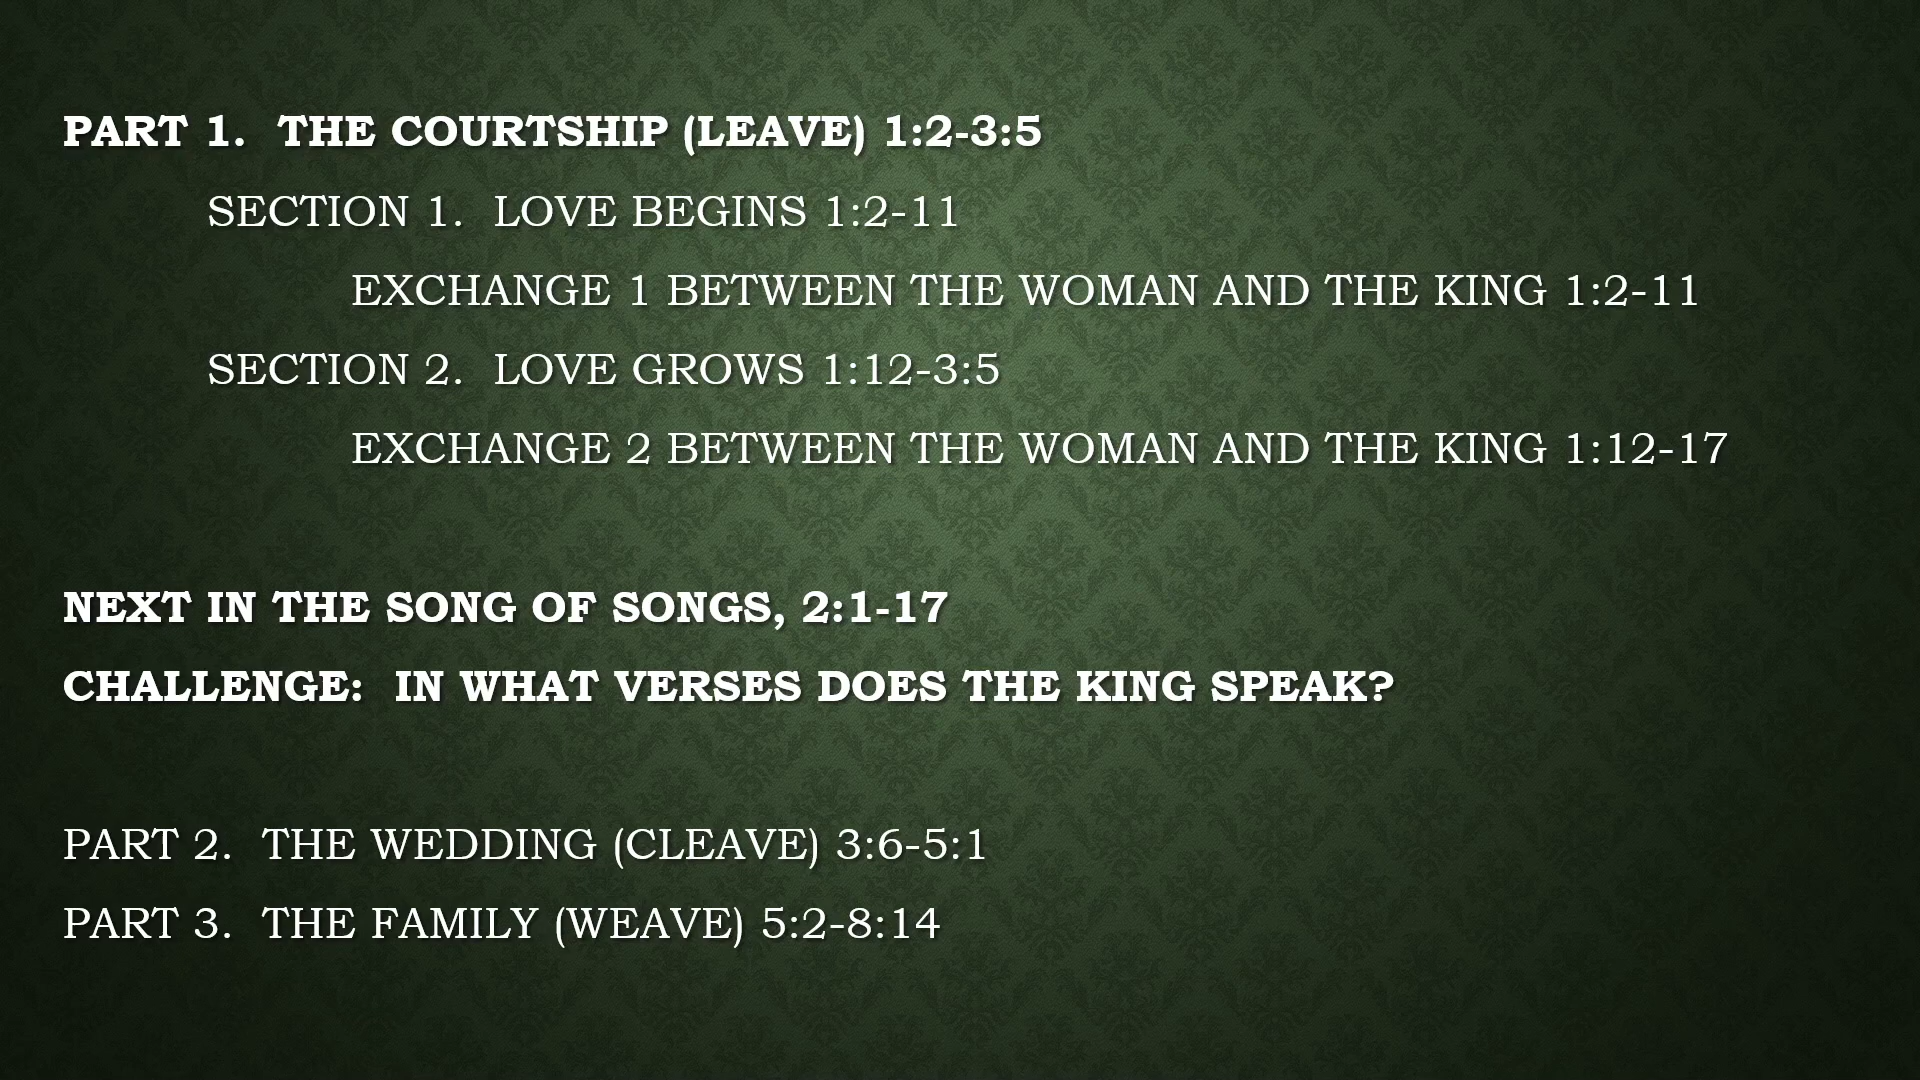 PART 1.  THE COURTSHIP (LEAVE) 1:2-3:5
SECTION 1.  LOVE BEGINS 1:2-11
EXCHANGE 1 BETWEEN THE WOMAN AND THE KING 1:2-11
SECTION 2.  LOVE GROWS 1:12-3:5
EXCHANGE 2 BETWEEN THE WOMAN AND THE KING 1:12-17
NEXT IN THE SONG OF SONGS, 2:1-17
CHALLENGE:  IN WHAT VERSES DOES THE KING SPEAK?
PART 2.  THE WEDDING (CLEAVE) 3:6-5:1
PART 3.  THE FAMILY (WEAVE) 5:2-8:14